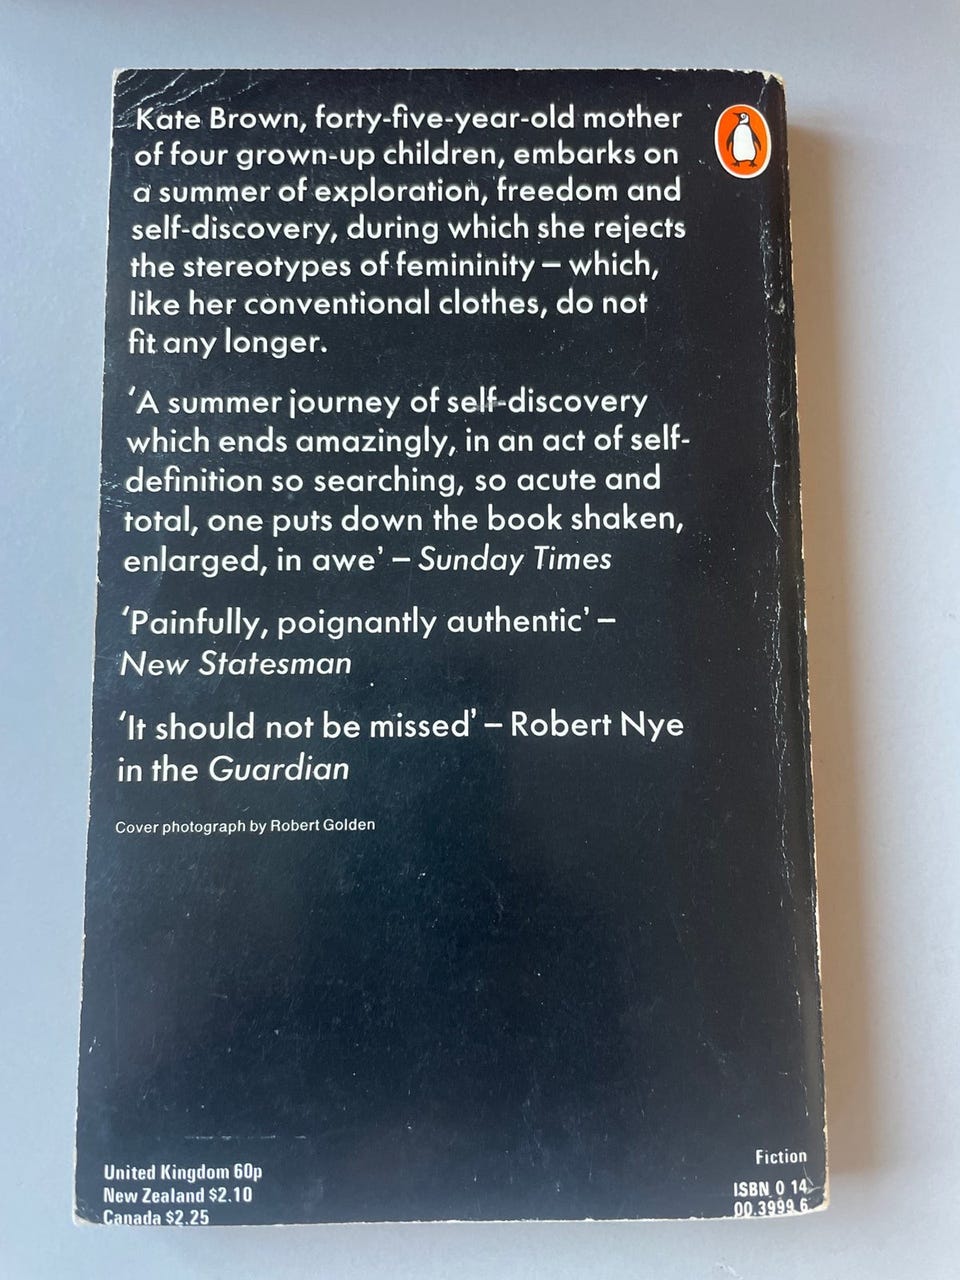 Kate Brown, forty-five-year-old mother
of four grown-up children, embarks on
a summer of exploration, freedom and
self-discovery, during which she rejects
the stereotypes of femininity – which,
like her conventional clothes, do not
fit any longer.
‘A summer journey of self-discovery
which ends amazingly, in an act of self-
definition so searching, so acute and
total, one puts down the book shaken,
enlarged, in awe’ – Sunday Times
‘Painfully, poignantly authentic’ –
New Statesman
‘It should not be missed’ – Robert Nye
in the Guardian
Cover photograph by Robert Golden
United Kingdom 60p
New Zealand $2.10
Canada $2.25
Fiction
ISBN 0 14
00.3999 6